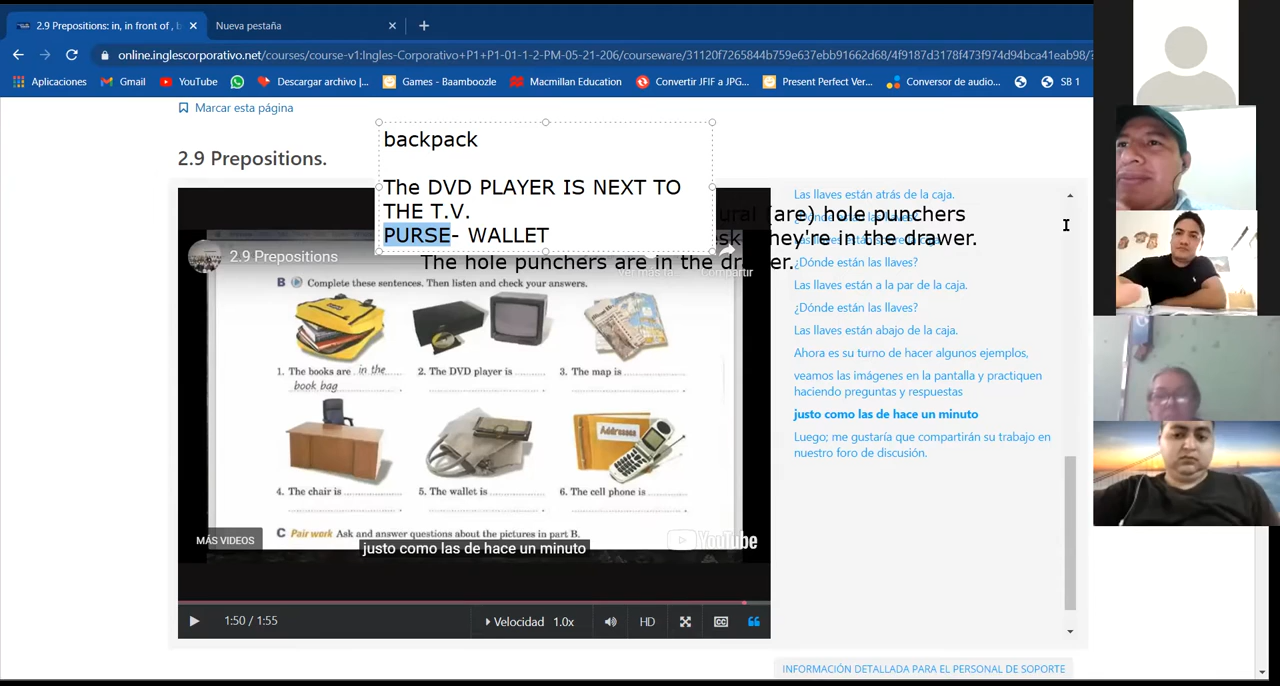 2.9 Prepositions: in, in front of , b
Nueva pestaña
online.inglescorporativo.net/courses/course-v1:Ingles-Corporativo+P1+P1-01-1-2-PM-05-21-206/courseware/31120f7265844b759e637ebb91662d68/4f9187d3178f473f974d94bca41eab98/?
Aplicaciones
Gmail
YouTube
Descargar archivo |...
Games - Baamboozle
Macmillan Education
Convertir JFIF a JPG...
Present Perfect Ver...
Conversor de audio...
SB 1
Marcar esta página
2.9 Prepositions.
backpack
The DVD PLAYER IS NEXT TO
THE T.V.
PURSE- WALLET
ural (are) hole punchers
esk They're in the drawer.
The hole punchers are in the drawer.
2.9 Prepositions
Compartir
B Complete these sentences. Then listen and check your answers.
1. The books are in the
book bag
2. The DVD player is
3. The map is
Addresses
4. The chair is
5. The wallet is
6. The cell phone is
C Pair work Ask and answer questions about the pictures in part B.
MÁS VIDEOS
YouTube
justo como las de hace un minuto
1:50 / 1:55
Velocidad 1.0x
HD
Las llaves están atrás de la caja.
¿Dónde están las llaves?
¿Dónde están las llaves?
Las llaves están a la par de la caja.
¿Dónde están las llaves?
Las llaves están abajo de la caja.
Ahora es su turno de hacer algunos ejemplos,
veamos las imágenes en la pantalla y practiquen
haciendo preguntas y respuestas
justo como las de hace un minuto
Luego; me gustaría que compartirán su trabajo en
nuestro foro de discusión.
INFORMACIÓN DETALLADA PARA EL PERSONAL DE SOPORTE